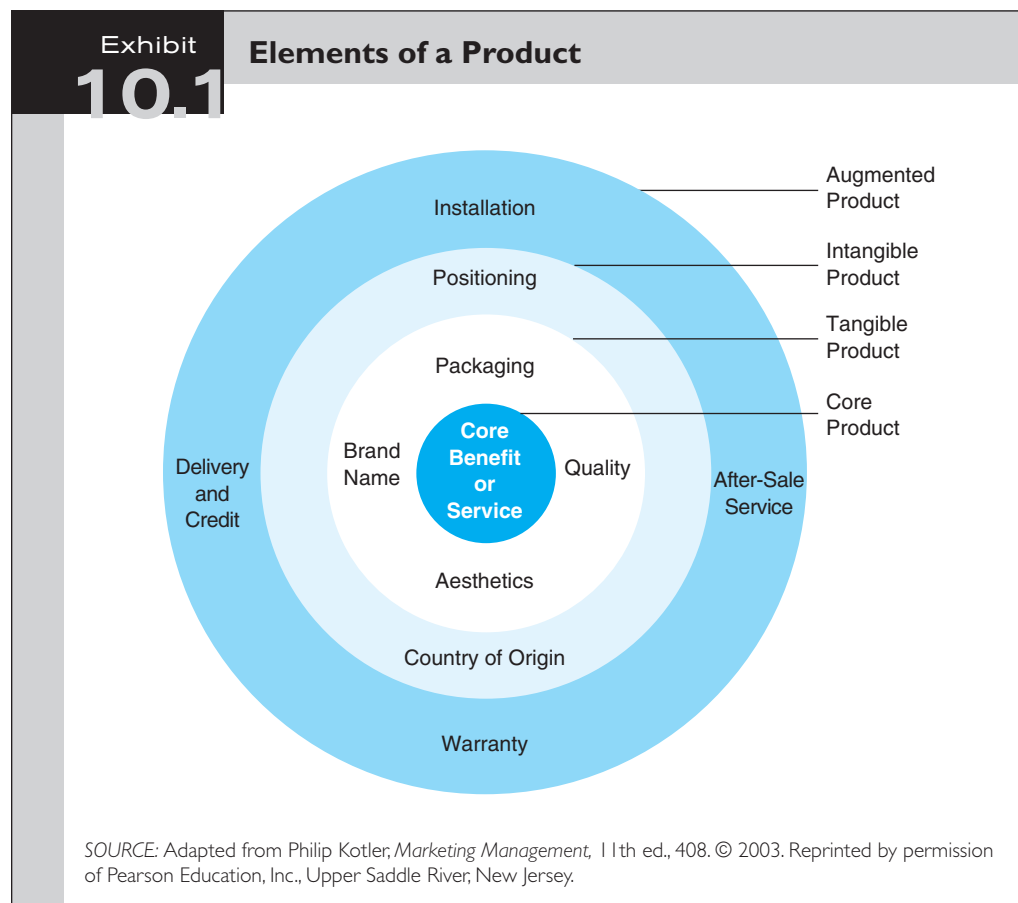 Exhibit
10.1
Elements of a Product
Augmented
Product
Installation
Intangible
Product
Positioning
Tangible
Product
Packaging
Core
Product
Core
Benefit
or
Service
Brand
Name
Quality
Delivery
and
Credit
After-Sale
Service
Aesthetics
Country of Origin
Warranty
SOURCE: Adapted from Philip Kotler, Marketing Management, 11th ed., 408. © 2003. Reprinted by permission
of Pearson Education, Inc., Upper Saddle River, New Jersey.